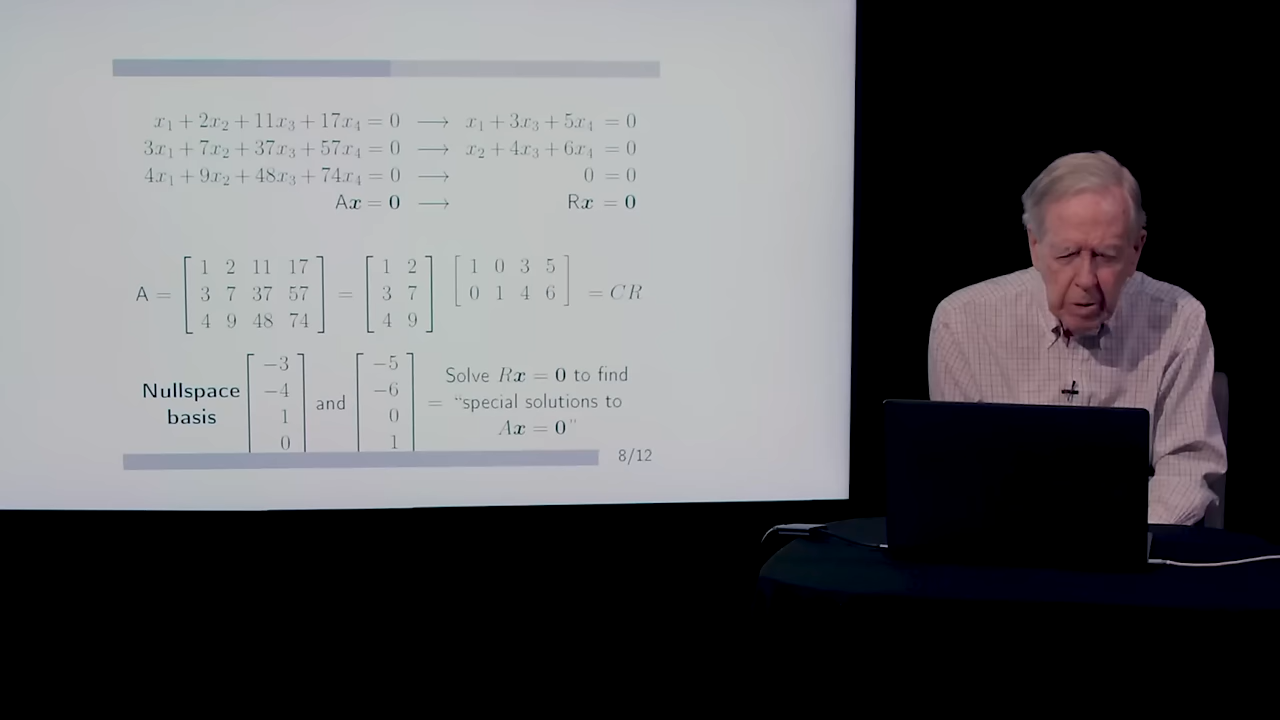 x₁ + 2x₂ + 11x₃ + 17x₄ = 0 ⟶ x₁ + 3x₃ + 5x₄ = 0
3x₁ + 7x₂ + 37x₃ + 57x₄ = 0 ⟶ x₂ + 4x₃ + 6x₄ = 0
4x₁ + 9x₂ + 48x₃ + 74x₄ = 0 ⟶ 0 = 0
Ax = 0 ⟶ Rx = 0
1 2 11 17 1 2 1 0 3 5
A = 3 7 37 57 = 3 7 0 1 4 6 = CR
4 9 48 74 4 9
-3 -5
Nullspace -4 and -6 Solve Rx = 0 to find
basis 1 0 = “special solutions to
0 1 Ax = 0”
8/12